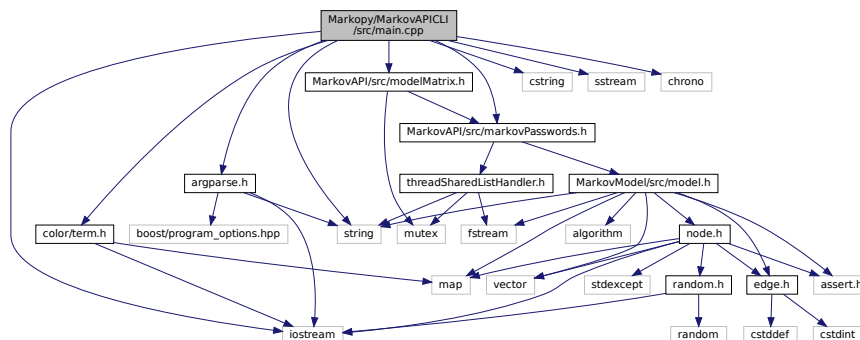 Markopy/MarkovAPICLI
/src/main.cpp
MarkovAPI/src/modelMatrix.h
cstring
sstream
chrono
MarkovAPI/src/markovPasswords.h
argparse.h
threadSharedListHandler.h
MarkovModel/src/model.h
color/term.h
boost/program_options.hpp
string
mutex
fstream
algorithm
node.h
map
vector
stdexcept
random.h
edge.h
assert.h
iostream
random
cstddef
cstdint